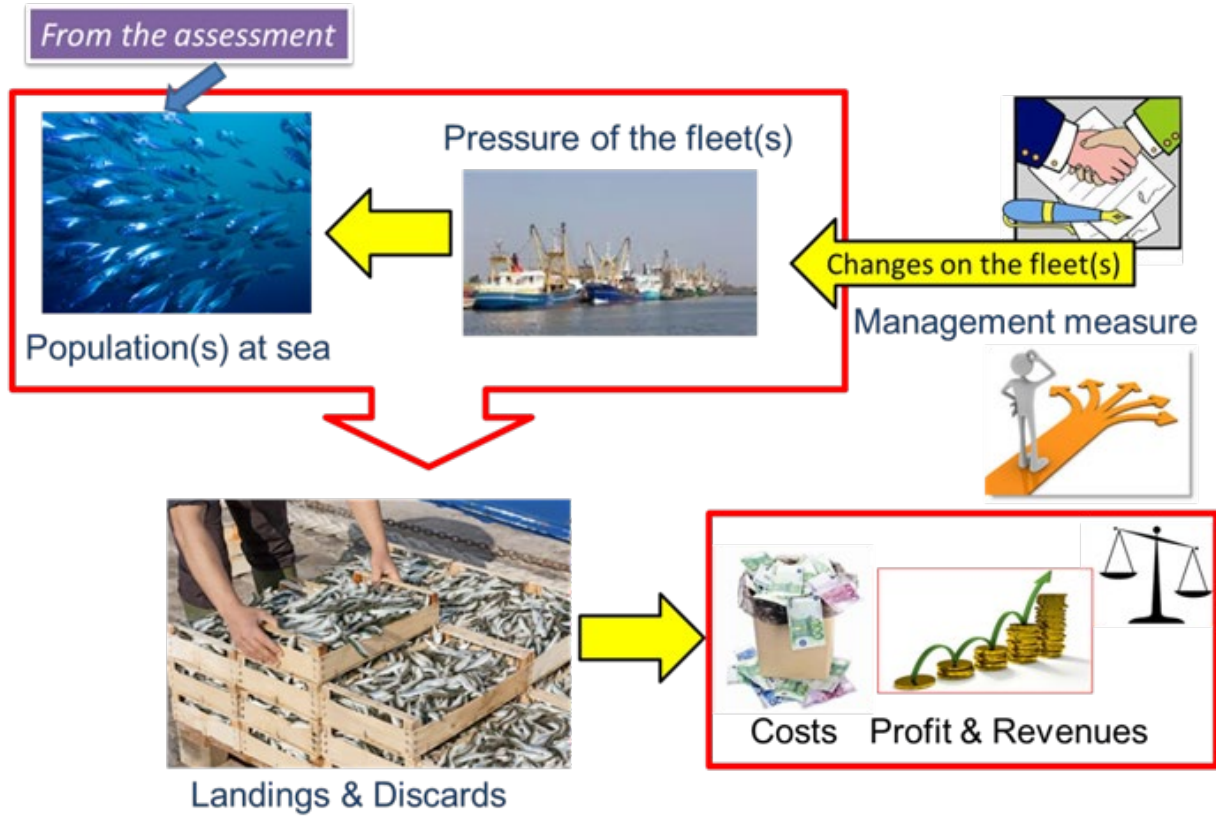 From the assessment
Pressure of the fleet(s)
Changes on the fleet(s)
Population(s) at sea
Management measure
Costs
Profit & Revenues
Landings & Discards